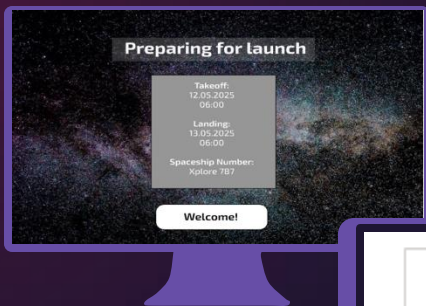 Preparing for launch
Takeoff:
12.05.2025
06:00
Landing:
13.05.2025
06:00
Spaceship Number:
Xplore 787
Welcome!